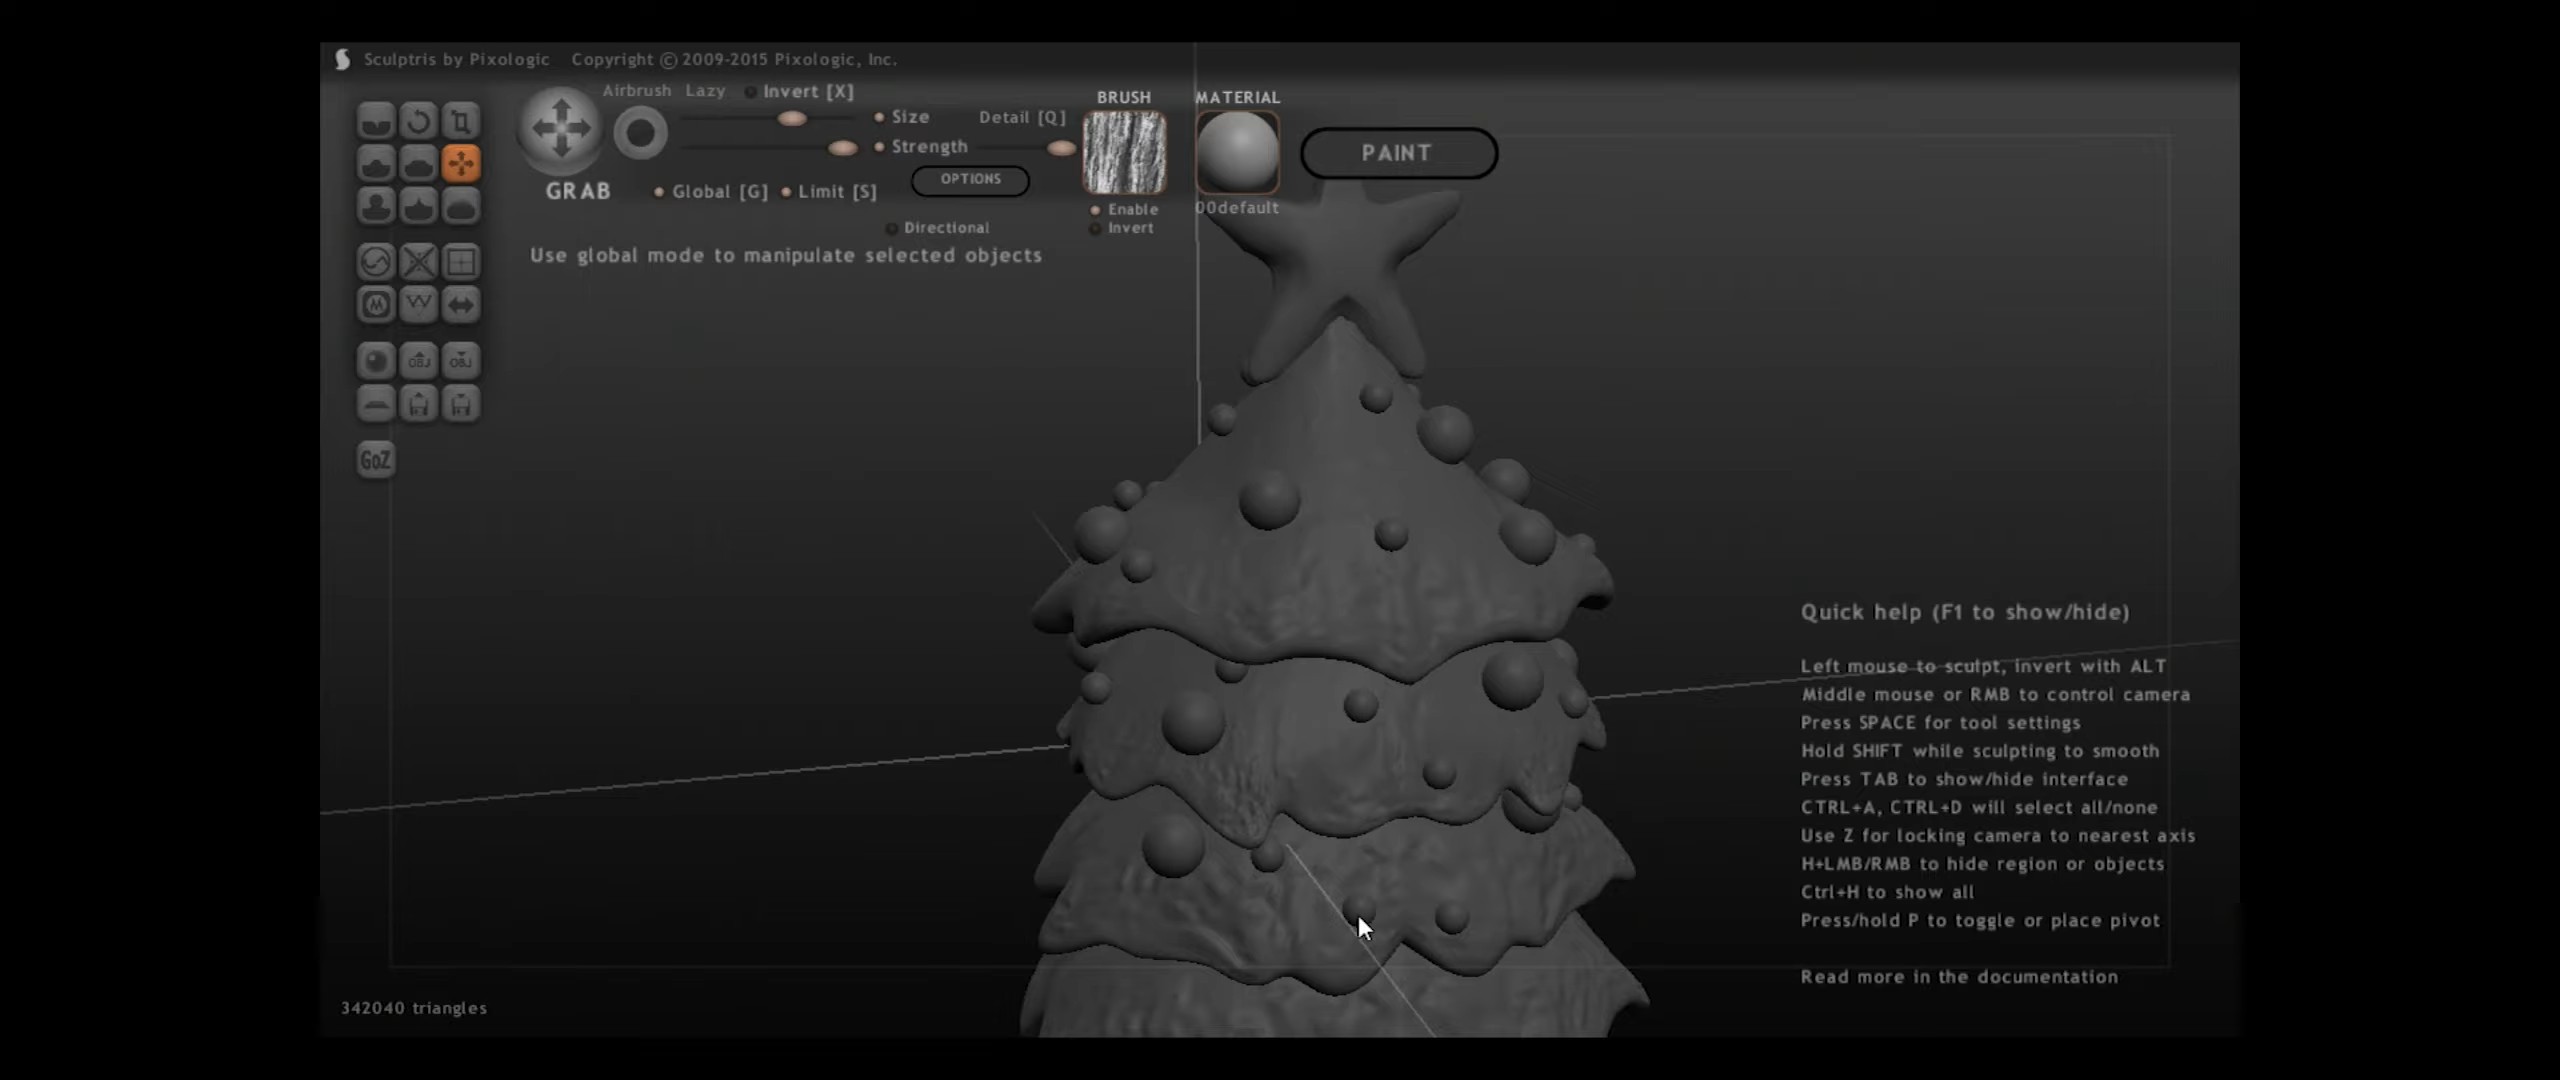 Sculptris by Pixologic Copyright © 2009-2015 Pixologic, Inc.
Airbrush Lazy Invert [X]
Size Detail [Q]
Strength
GRAB Global [G] Limit [S] OPTIONS
Directional
Use global mode to manipulate selected objects
BRUSH
Enable
Invert
MATERIAL
00default
PAINT
OBJ OBJ
GoZ
Quick help (F1 to show/hide)
Left mouse to sculpt, invert with ALT
Middle mouse or RMB to control camera
Press SPACE for tool settings
Hold SHIFT while sculpting to smooth
Press TAB to show/hide interface
CTRL+A, CTRL+D will select all/none
Use Z for locking camera to nearest axis
H+LMB/RMB to hide region or objects
Ctrl+H to show all
Press/hold P to toggle or place pivot
Read more in the documentation
342040 triangles